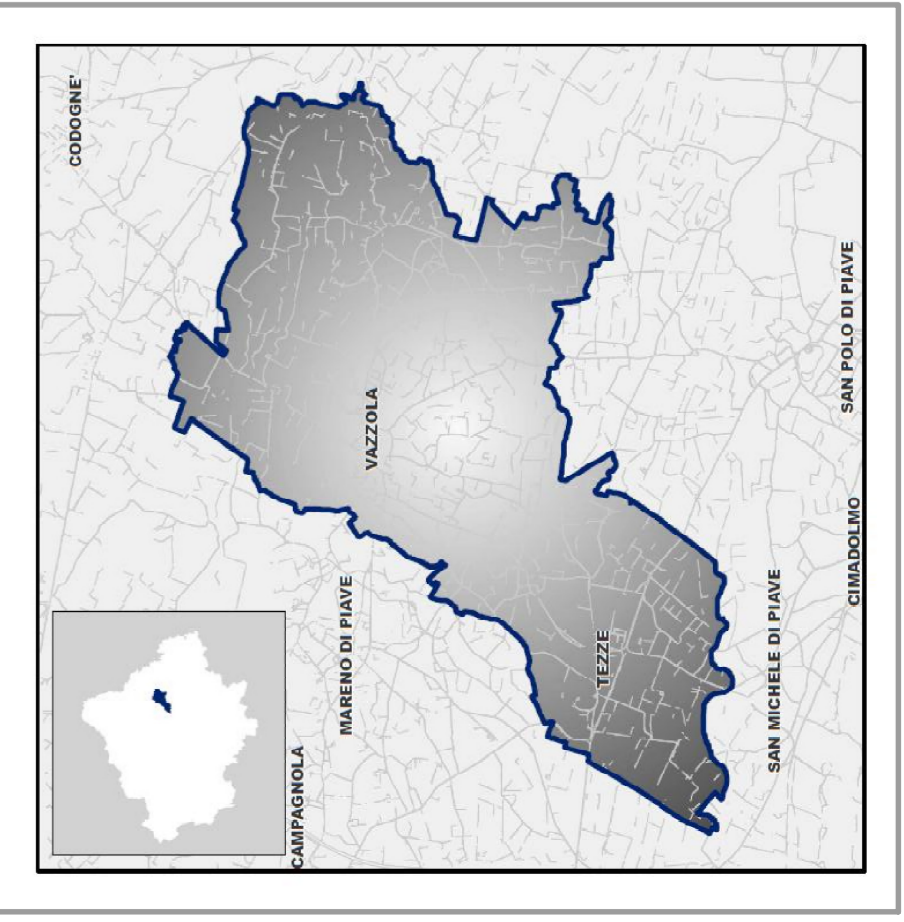 CODOGNE'
SAN POLO DI PIAVE
VAZZOLA
CIMADOLMO
MARENO DI PIAVE
TEZZE
SAN MICHELE DI PIAVE
CAMPAGNOLA